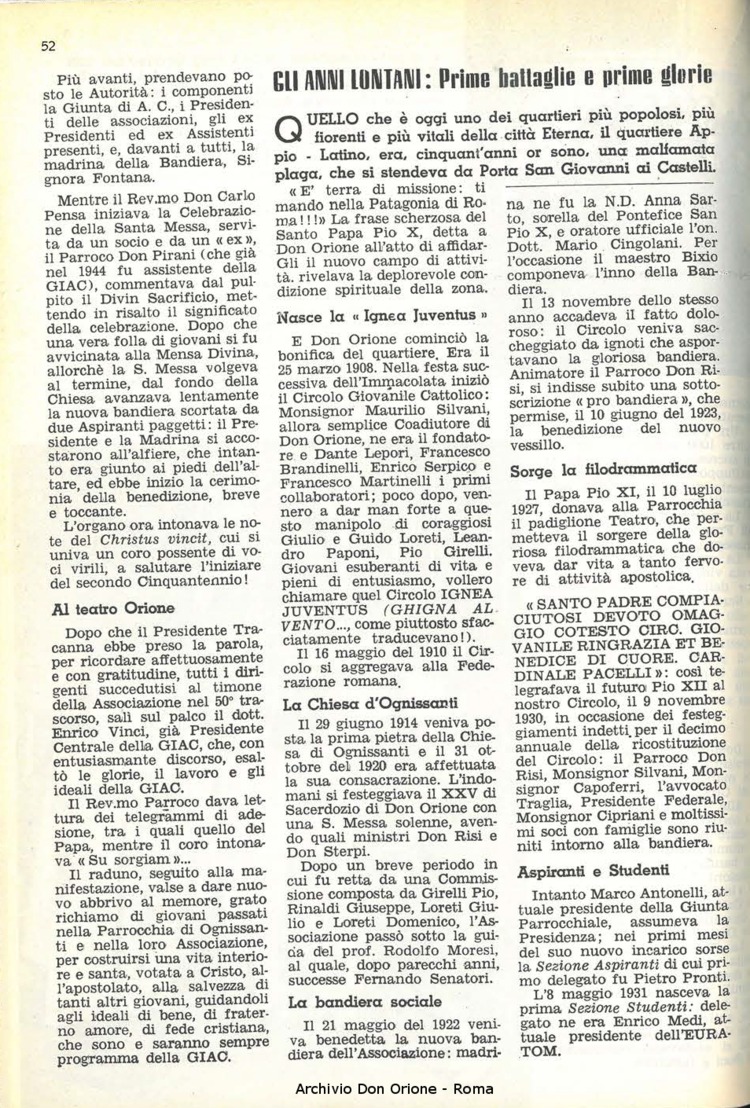 52
Più avanti, prendevano po-
sto le Autorità: i componenti
la Giunta di A. C., i Presiden-
ti delle associazioni, gli ex
Presidenti ed ex Assistenti
presenti, e, davanti a tutti, la
madrina della Bandiera, Si-
gnora Fontana.
Mentre il Rev.mo Don Carlo
Pensa iniziava la Celebrazio-
ne della Santa Messa, servi-
ta da un socio e da un « ex »,
il Parroco Don Pirani (che già
nel 1944 fu assistente della
GIAC), commentava dal pul-
pito il Divin Sacrificio, met-
tendo in risalto il significato
della celebrazione. Dopo che
una vera folla di giovani si fu
avvicinata alla Mensa Divina,
allorchè la S. Messa volgeva
al termine, dal fondo della
Chiesa avanzava lentamente
la nuova bandiera scortata da
due Aspiranti paggetti: il Pre-
sidente e la Madrina si acco-
starono all'alfiere, che intan-
to era giunto ai piedi dell'al-
tare, ed ebbe inizio la cerimo-
nia della benedizione, breve
e toccante.
L'organo ora intonava le no-
te del Christus vincit, cui si
univa un coro possente di vo-
ci virili, a salutare l'iniziare
del secondo Cinquantennio!
Al teatro Orione
Dopo che il Presidente Tra-
canna ebbe preso la parola,
per ricordare affettuosamente
e con gratitudine, tutti i diri-
genti succedutisi al timone
della Associazione nel 50° tra-
scorso, salì sul palco il dott.
Enrico Vinci, già Presidente
Centrale della GIAC, che, con
entusiasmante discorso, esal-
tò le glorie, il lavoro e gli
ideali della GIAC.
Il Rev.mo Parroco dava let-
tura dei telegrammi di ade-
sione, tra i quali quello del
Papa, mentre il coro intona-
va « Su sorgiam »...
Il raduno, seguito alla ma-
nifestazione, valse a dare nuo-
vo abbrivo al memore, grato
richiamo di giovani passati
nella Parrocchia di Ognissan-
ti e nella loro Associazione,
per costruirsi una vita interio-
re e santa, votata a Cristo, al-
l'apostolato, alla salvezza di
tanti altri giovani, guidandoli
agli ideali di bene, di frater-
no amore, di fede cristiana,
che sono e saranno sempre
programma della GIAC.
GLI ANNI LONTANI: Prime battaglie e prime glorie
QUELLO che è oggi uno dei quartieri più popolosi, più
fiorenti e più vitali della città Eterna, il quartiere Ap-
pio - Latino, era, cinquant'anni or sono, una malfamata
plaga, che si stendeva da Porta San Giovanni ai Castelli.
« E' terra di missione: ti
mando nella Patagonia di Ro-
ma!!!» La frase scherzosa del
Santo Papa Pio X, detta a
Don Orione all'atto di affidar-
Gli il nuovo campo di attivi-
tà, rivelava la deplorevole con-
dizione spirituale della zona.
Nasce la « Ignea Juventus »
E Don Orione cominciò la
bonifica del quartiere. Era il
25 marzo 1908. Nella festa suc-
cessiva dell'Immacolata iniziò
il Circolo Giovanile Cattolico:
Monsignor Maurilio Silvani,
allora semplice Coadiutore di
Don Orione, ne era il fondato-
re e Dante Lepori, Francesco
Brandinelli, Enrico Serpico e
Francesco Martinelli i primi
collaboratori; poco dopo, ven-
nero a dar man forte a que-
sto manipolo di coraggiosi
Giulio e Guido Loreti, Lean-
dro Paponi, Pio Girelli.
Giovani esuberanti di vita e
pieni di entusiasmo, vollero
chiamare quel Circolo IGNEA
JUVENTUS (GHIGNA AL
VENTO..., come piuttosto sfac-
ciatamente traducevano!).
Il 16 maggio del 1910 il Cir-
colo si aggregava alla Fede-
razione romana.
La Chiesa d'Ognissanti
Il 29 giugno 1914 veniva po-
sta la prima pietra della Chie-
sa di Ognissanti e il 31 ot-
tobre del 1920 era effettuata
la sua consacrazione. L'indo-
mani si festeggiava il XXV di
Sacerdozio di Don Orione con
una S. Messa solenne, aven-
do quali ministri Don Risi e
Don Sterpi.
Dopo un breve periodo in
cui fu retta da una Commis-
sione composta da Girelli Pio,
Rinaldi Giuseppe, Loreti Giu-
lio e Loreti Domenico, l'As-
sociazione passò sotto la gui-
da del prof. Rodolfo Moresi,
al quale, dopo parecchi anni,
successe Fernando Senatori.
La bandiera sociale
Il 21 maggio del 1922 veni-
va benedetta la nuova ban-
diera dell'Associazione: madri-
na ne fu la N.D. Anna Sar-
to, sorella del Pontefice San
Pio X, e oratore ufficiale l'on.
Dott. Mario Cingolani. Per
l'occasione il maestro Bixio
componeva l'inno della Ban-
diera.
Il 13 novembre dello stesso
anno accadeva il fatto dolo-
roso: il Circolo veniva sac-
cheggiato da ignoti che aspor-
tavano la gloriosa bandiera.
Animatore il Parroco Don Ri-
si, si indisse subito una sotto-
scrizione « pro bandiera », che
permise, il 10 giugno del 1923,
la benedizione del nuovo
vessillo.
Sorge la filodrammatica
Il Papa Pio XI, il 10 luglio
1927, donava alla Parrocchia
il padiglione Teatro, che per-
metteva il sorgere della glo-
riosa filodrammatica che do-
veva dar vita a tanto fervo-
re di attività apostolica.
« SANTO PADRE COMPIA-
CIUTOSI DEVOTO OMAG-
GIO COTESTO CIRC. GIO-
VANILE RINGRAZIA ET BE-
NEDICE DI CUORE. CAR-
DINALE PACELLI »: così te-
legrafava il futuro Pio XII al
nostro Circolo, il 9 novembre
1930, in occasione dei festeg-
giamenti indetti per il decimo
annuale della ricostituzione
del Circolo: il Parroco Don
Risi, Monsignor Silvani, Mon-
signor Capoferri, l'avvocato
Traglia, Presidente Federale,
Monsignor Cipriani e moltissi-
mi soci con famiglie sono riu-
niti intorno alla bandiera.
Aspiranti e Studenti
Intanto Marco Antonelli, at-
tuale presidente della Giunta
Parrocchiale, assumeva la
Presidenza; nei primi mesi
del suo nuovo incarico sorse
la Sezione Aspiranti di cui pri-
mo delegato fu Pietro Pronti.
L'8 maggio 1931 nasceva la
prima Sezione Studenti: dele-
gato ne era Enrico Medi, at-
tuale presidente dell'EURA-
TOM.
Archivio Don Orione - Roma